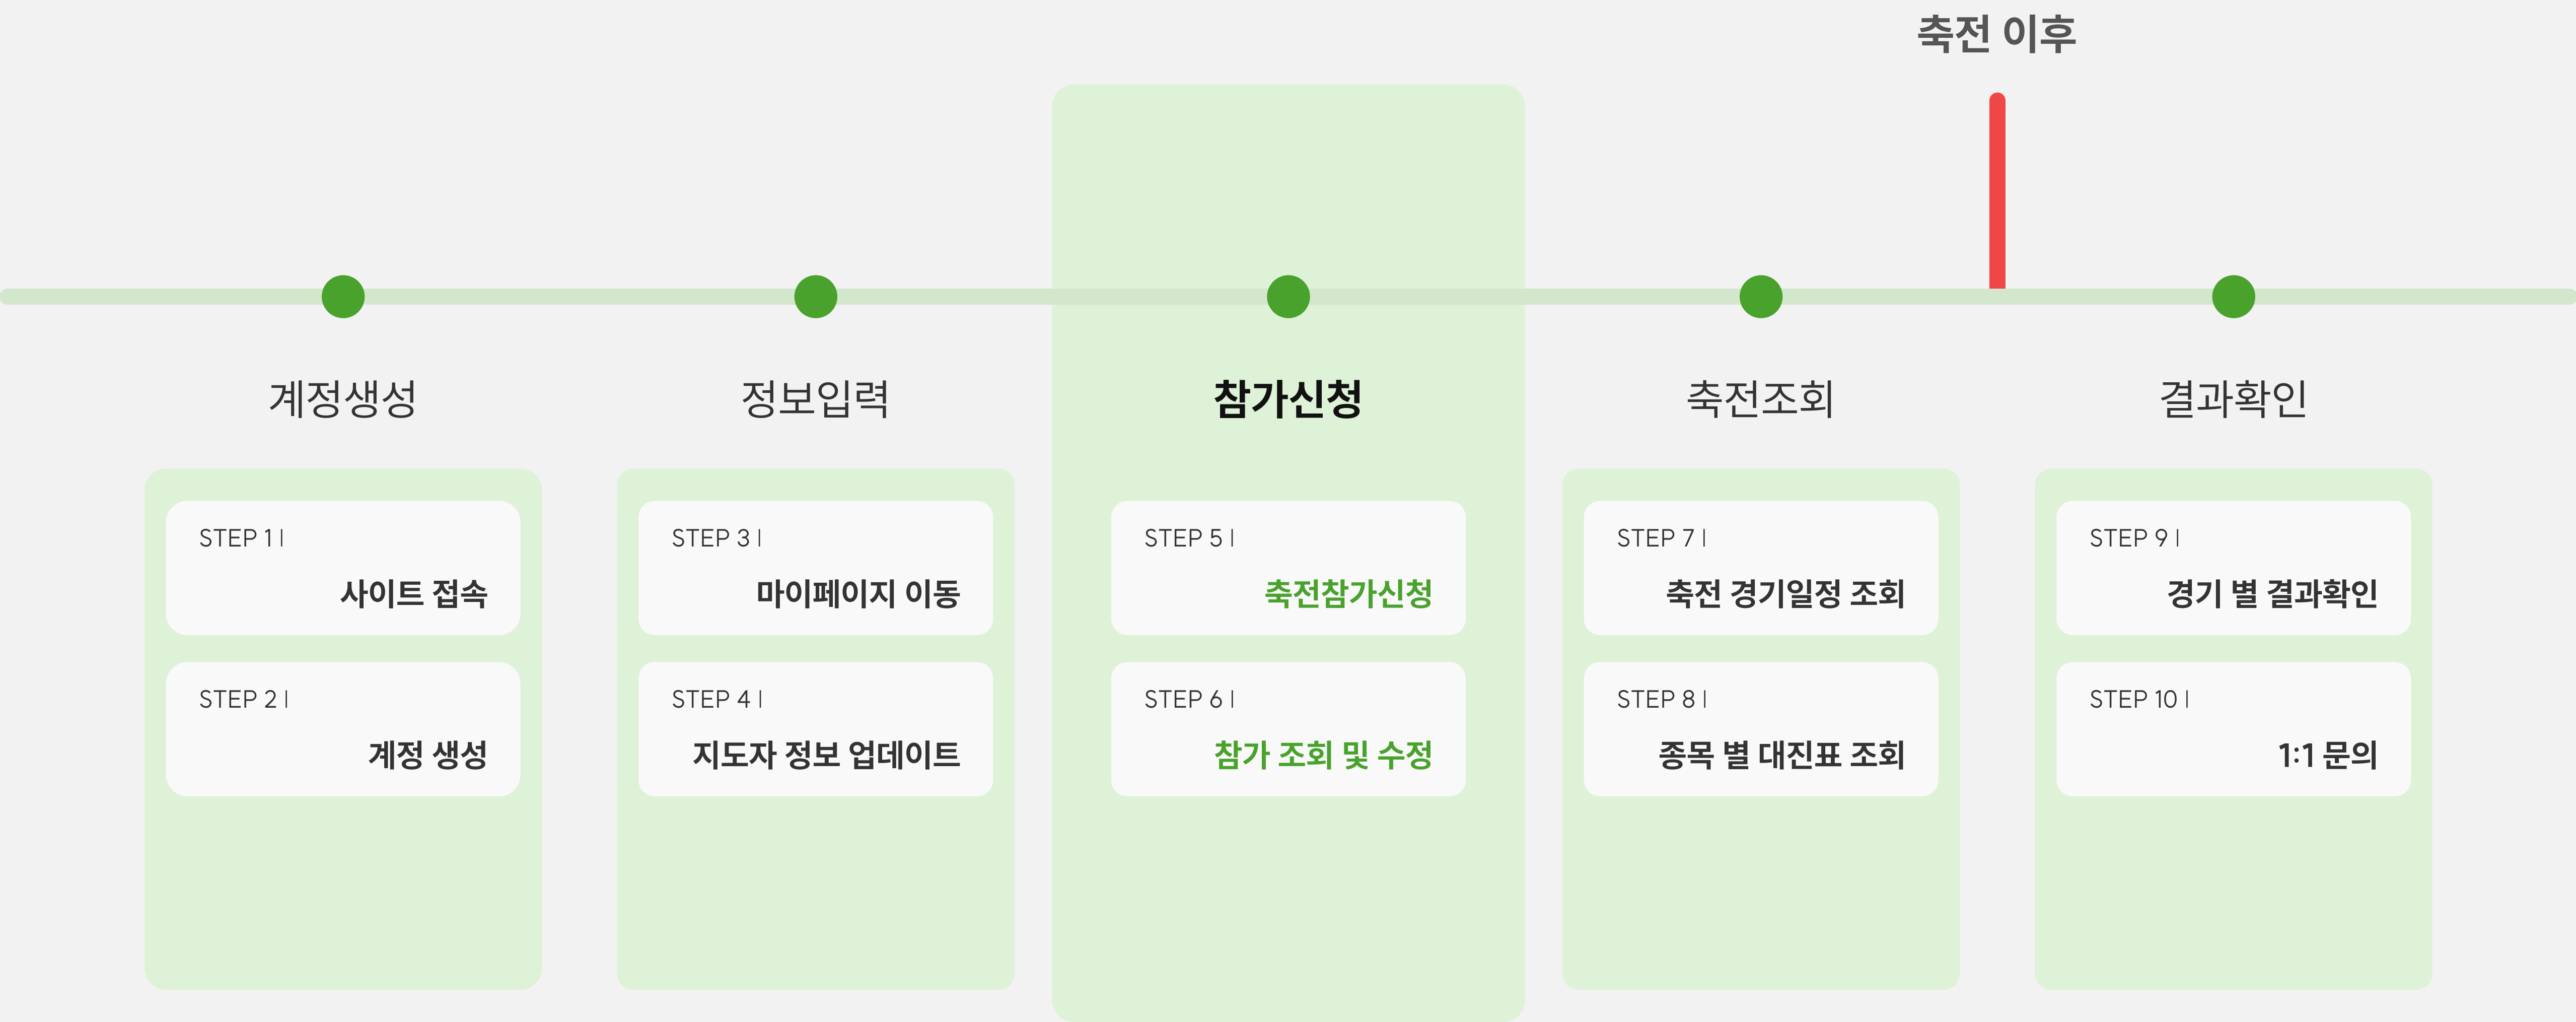 축전 이후
계정생성
정보입력
참가신청
축전조회
결과확인
STEP 1 |
사이트 접속
STEP 2 |
계정 생성
STEP 3 |
마이페이지 이동
STEP 4 |
지도자 정보 업데이트
STEP 5 |
축전참가신청
STEP 6 |
참가 조회 및 수정
STEP 7 |
축전 경기일정 조회
STEP 8 |
종목 별 대진표 조회
STEP 9 |
경기 별 결과확인
STEP 10 |
1:1 문의